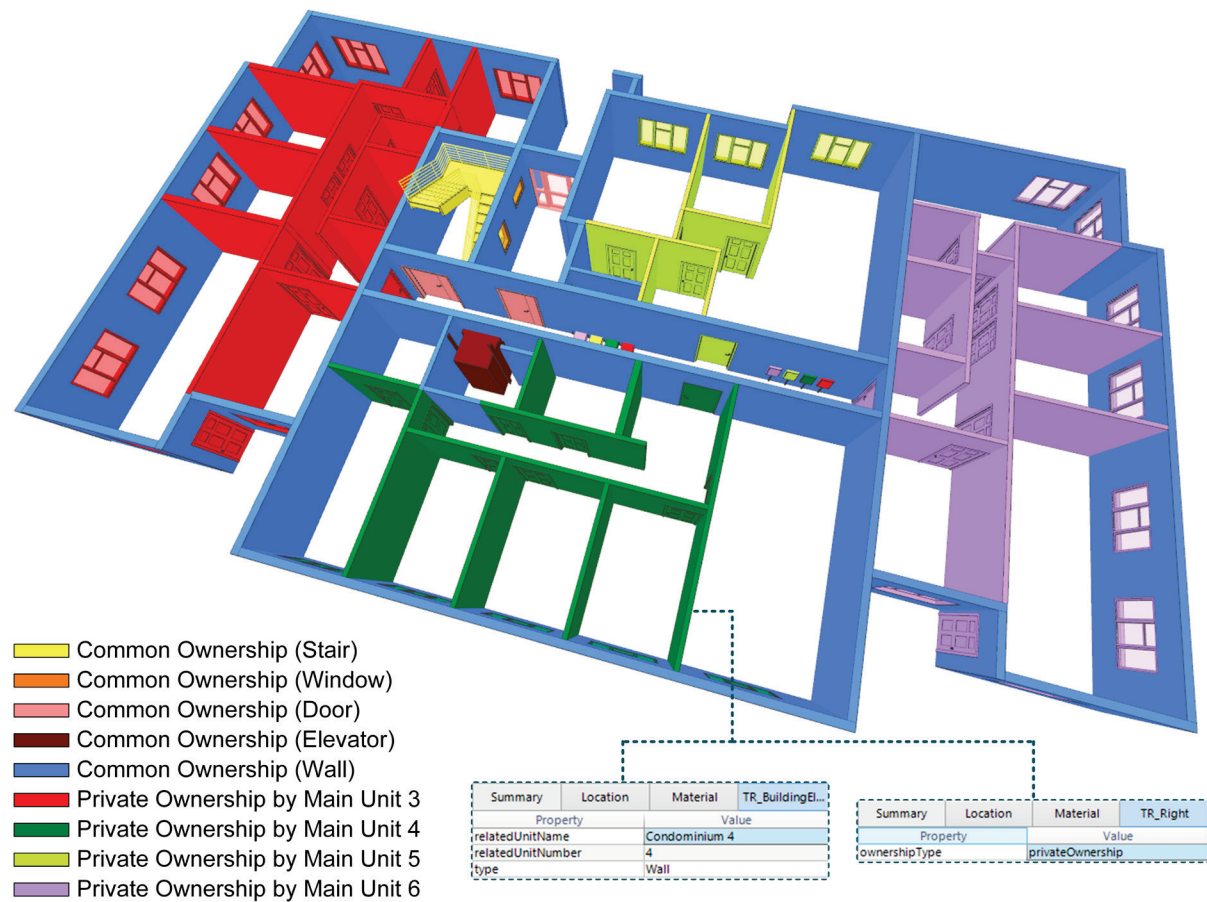 Common Ownership (Stair)
Common Ownership (Window)
Common Ownership (Door)
Common Ownership (Elevator)
Common Ownership (Wall)
Private Ownership by Main Unit 3
Private Ownership by Main Unit 4
Private Ownership by Main Unit 5
Private Ownership by Main Unit 6
Summary Location Material TR_BuildingEl...
Property Value
relatedUnitName Condominium 4
relatedUnitNumber 4
type Wall
Summary Location Material TR_Right
Property Value
ownershipType privateOwnership